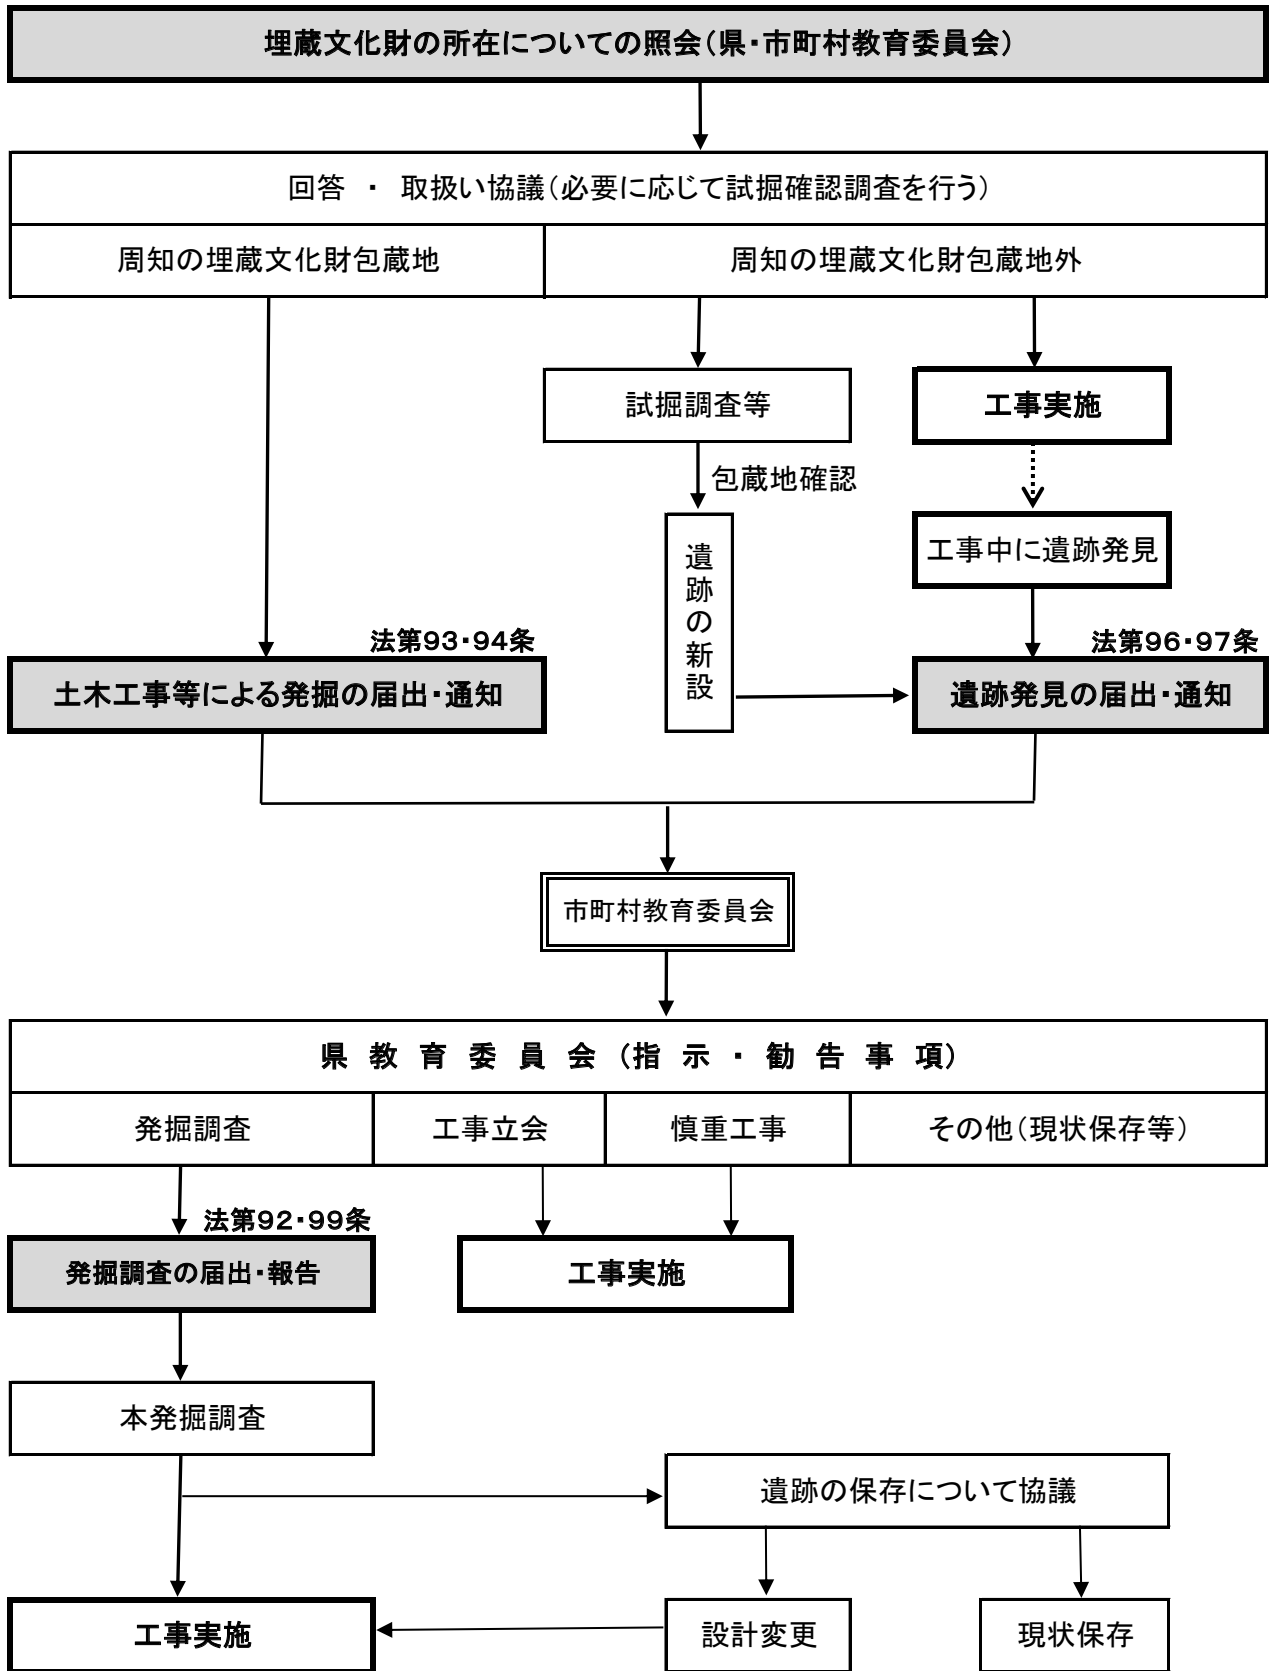 埋蔵文化財の所在についての照会(県・市町村教育委員会)
回答 ・ 取扱い協議(必要に応じて試掘確認調査を行う)
周知の埋蔵文化財包蔵地
周知の埋蔵文化財包蔵地外
試掘調査等
工事実施
包蔵地確認
遺跡の新設
工事中に遺跡発見
法第93・94条
法第96・97条
土木工事等による発掘の届出・通知
遺跡発見の届出・通知
市町村教育委員会
県 教 育 委 員 会 (指 示 ・ 勧 告 事 項)
発掘調査
工事立会
慎重工事
その他(現状保存等)
法第92・99条
発掘調査の届出・報告
工事実施
本発掘調査
遺跡の保存について協議
工事実施
設計変更
現状保存